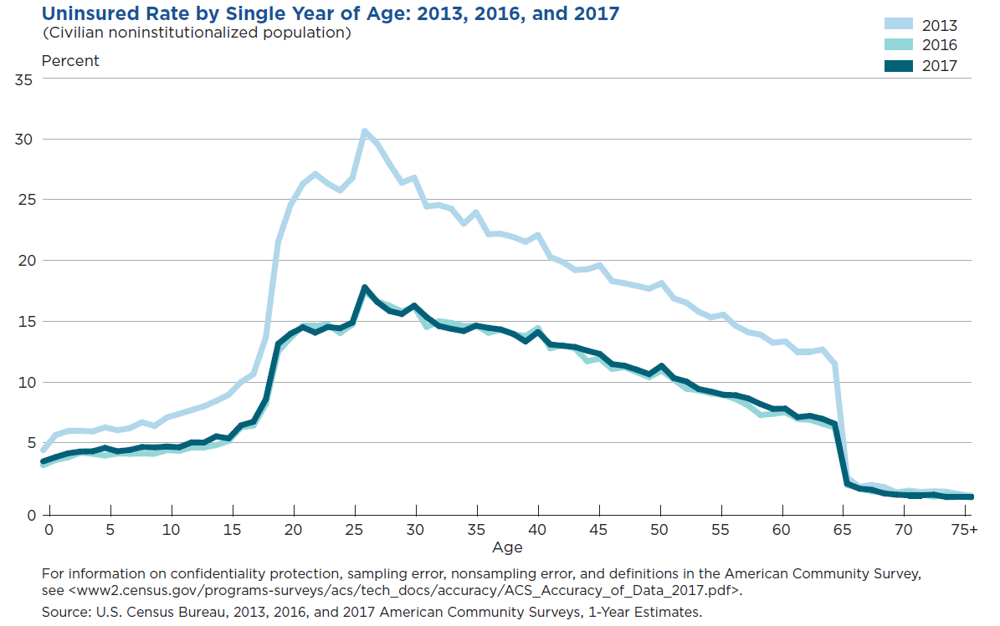 Uninsured Rate by Single Year of Age: 2013, 2016, and 2017
(Civilian noninstitutionalized population)
2013
2016
2017
Percent
35
30
25
20
15
10
5
0
0 5 10 15 20 25 30 35 40 45 50 55 60 65 70 75+
Age
For information on confidentiality protection, sampling error, nonsampling error, and definitions in the American Community Survey,
see <www2.census.gov/programs-surveys/acs/tech_docs/accuracy/ACS_Accuracy_of_Data_2017.pdf>.
Source: U.S. Census Bureau, 2013, 2016, and 2017 American Community Surveys, 1-Year Estimates.